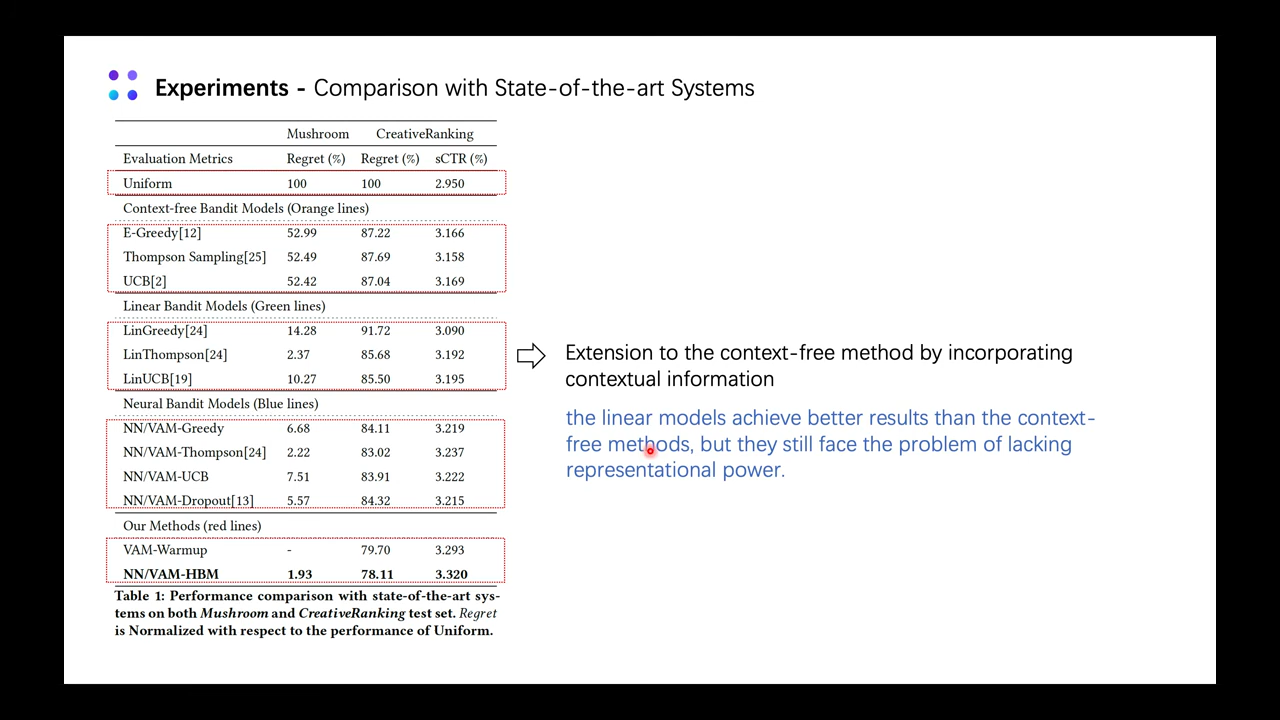 Experiments - Comparison with State-of-the-art Systems
Mushroom CreativeRanking
Evaluation Metrics Regret (%) Regret (%) sCTR (%)
Uniform 100 100 2.950
Context-free Bandit Models (Orange lines)
E-Greedy[12] 52.99 87.22 3.166
Thompson Sampling[25] 52.49 87.69 3.158
UCB[2] 52.42 87.04 3.169
Linear Bandit Models (Green lines)
LinGreedy[24] 14.28 91.72 3.090
LinThompson[24] 2.37 85.68 3.192
LinUCB[19] 10.27 85.50 3.195
Neural Bandit Models (Blue lines)
NN/VAM-Greedy 6.68 84.11 3.219
NN/VAM-Thompson[24] 2.22 83.02 3.237
NN/VAM-UCB 7.51 83.91 3.222
NN/VAM-Dropout[13] 5.57 84.32 3.215
Our Methods (red lines)
VAM-Warmup - 79.70 3.293
NN/VAM-HBM 1.93 78.11 3.320
Table 1: Performance comparison with state-of-the-art sys-
tems on both Mushroom and CreativeRanking test set. Regret
is Normalized with respect to the performance of Uniform.
Extension to the context-free method by incorporating
contextual information
the linear models achieve better results than the context-
free methods, but they still face the problem of lacking
representational power.